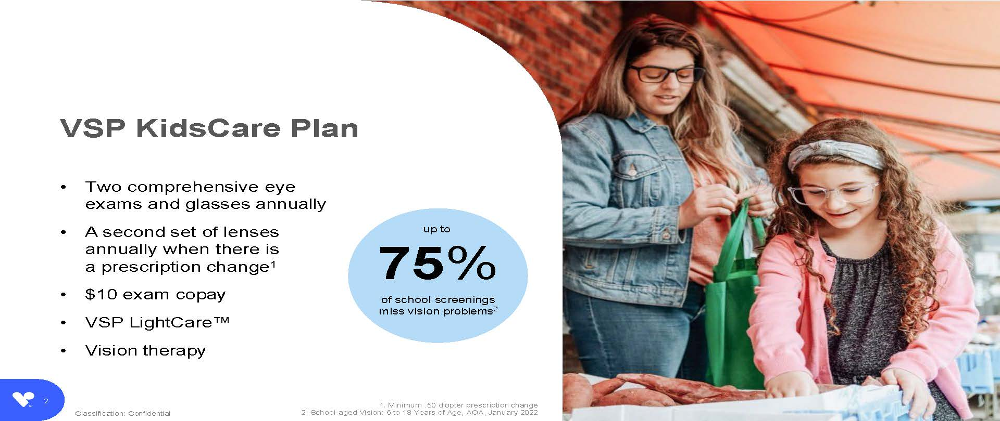 VSP KidsCare Plan
• Two comprehensive eye
exams and glasses annually
• A second set of lenses
annually when there is
a prescription change¹
• $10 exam copay
• VSP LightCare™
• Vision therapy
up to
75%
of school screenings
miss vision problems²
1. Minimum .50 diopter prescription change
2. School-aged Vision: 6 to 18 Years of Age, AOA, January 2022
™
2
Classification: Confidential